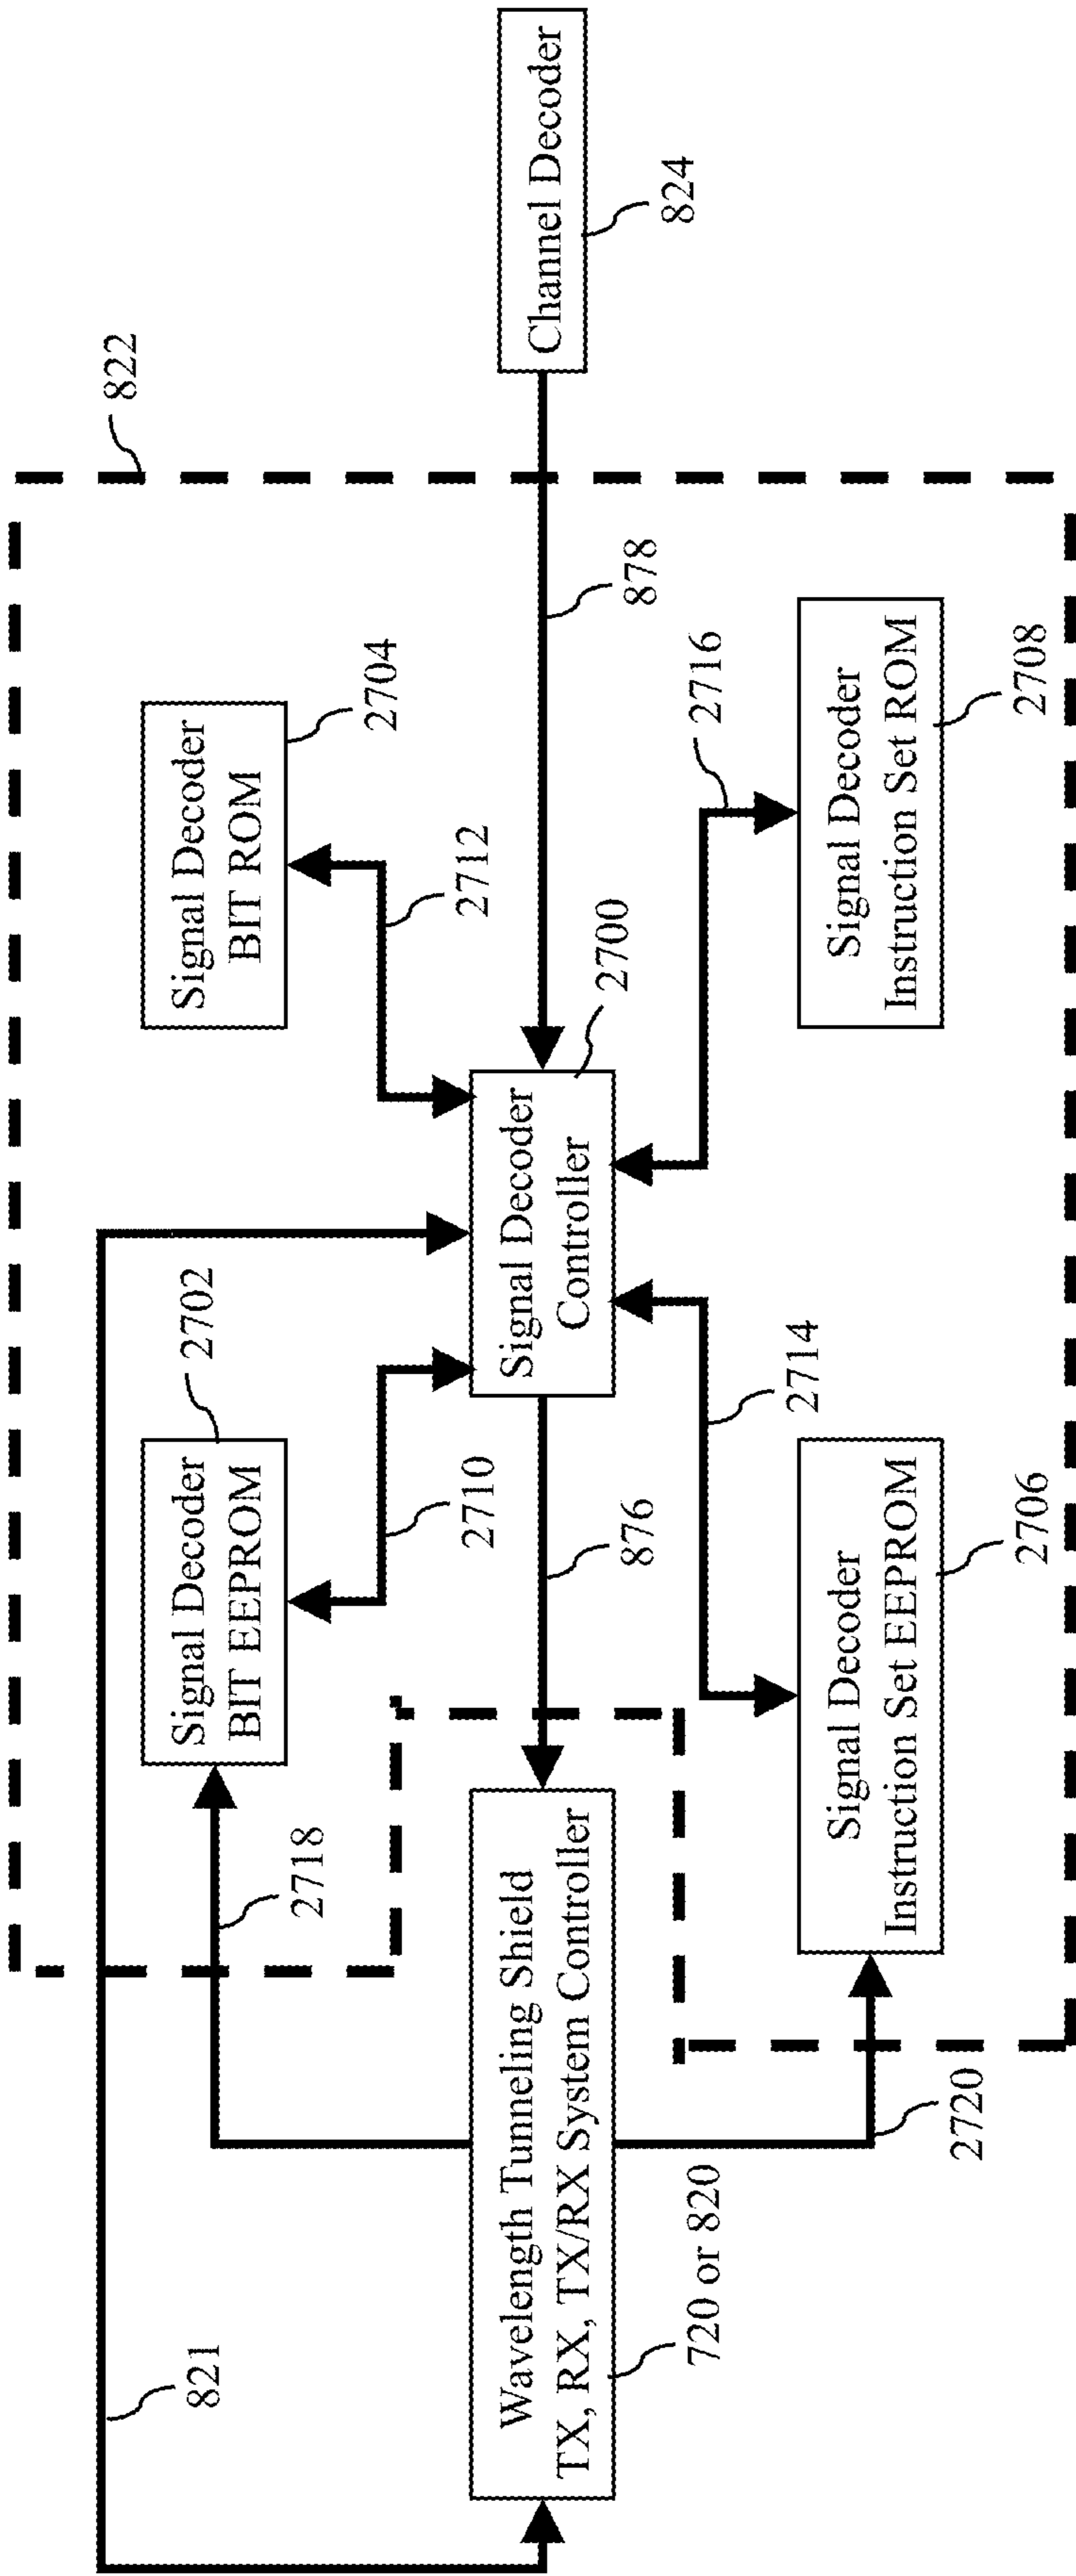 822
821
2718
Signal Decoder
BIT EEPROM
2702
2710
Signal Decoder
BIT ROM
2704
2712
Wavelength Tunneling Shield
TX, RX, TX/RX System Controller
720 or 820
876
Signal Decoder
Controller
2700
878
Channel Decoder
824
2720
Signal Decoder
Instruction Set EEPROM
2706
2714
2716
Signal Decoder
Instruction Set ROM
2708